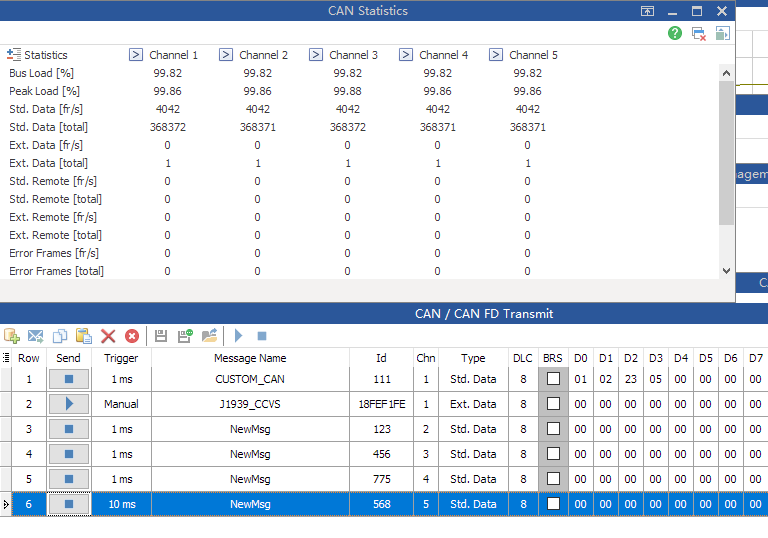 CAN Statistics
Statistics Channel 1 Channel 2 Channel 3 Channel 4 Channel 5
Bus Load [%] 99.82 99.82 99.82 99.82 99.82
Peak Load [%] 99.86 99.86 99.88 99.86 99.86
Std. Data [fr/s] 4042 4042 4042 4042 4042
Std. Data [total] 368372 368371 368372 368371 368371
Ext. Data [fr/s] 0 0 0 0 0
Ext. Data [total] 1 1 1 1 1
agem
Std. Remote [fr/s] 0 0 0 0 0
Std. Remote [total] 0 0 0 0 0
Ext. Remote [fr/s] 0 0 0 0 0
Ext. Remote [total] 0 0 0 0 0
Error Frames [fr/s] 0 0 0 0 0
Error Frames [total] 0 0 0 0 0
C
CAN / CAN FD Transmit
Row Send Trigger Message Name Id Chn Type DLC BRS D0 D1 D2 D3 D4 D5 D6 D7
1 1 ms CUSTOM_CAN 111 1 Std. Data 8 01 02 23 05 00 00 00 00
2 Manual J1939_CCVS 18FEF1FE 1 Ext. Data 8 00 00 00 00 00 00 00 00
3 1 ms NewMsg 123 2 Std. Data 8 00 00 00 00 00 00 00 00
4 1 ms NewMsg 456 3 Std. Data 8 00 00 00 00 00 00 00 00
5 1 ms NewMsg 775 4 Std. Data 8 00 00 00 00 00 00 00 00
6 10 ms NewMsg 568 5 Std. Data 8 00 00 00 00 00 00 00 00